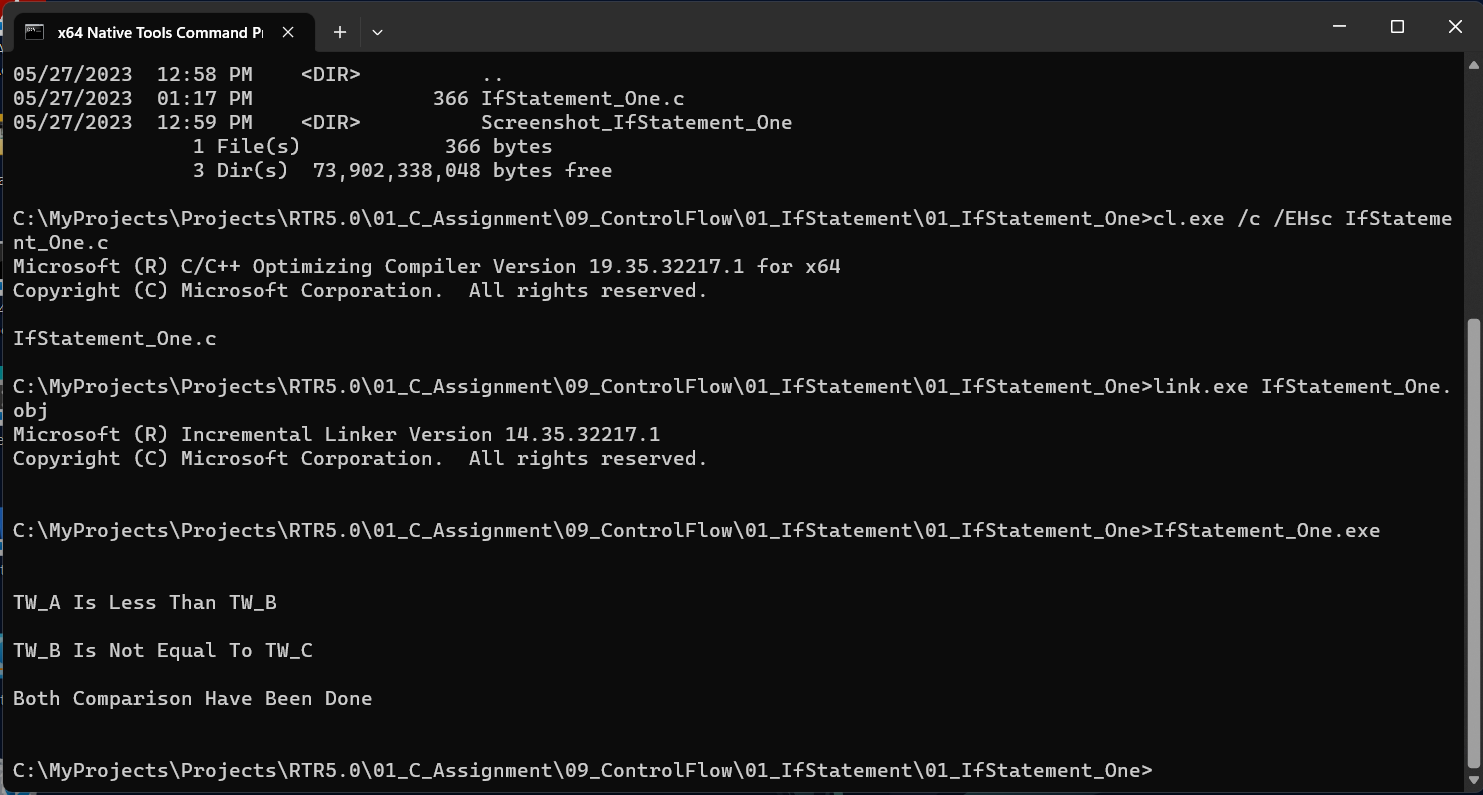 x64 Native Tools Command P
05/27/2023  12:58 PM    <DIR>          ..
05/27/2023  01:17 PM               366 IfStatement_One.c
05/27/2023  12:59 PM    <DIR>          Screenshot_IfStatement_One
               1 File(s)            366 bytes
               3 Dir(s)  73,902,338,048 bytes free
C:\MyProjects\Projects\RTR5.0\01_C_Assignment\09_ControlFlow\01_IfStatement\01_IfStatement_One>cl.exe /c /EHsc IfStateme
nt_One.c
Microsoft (R) C/C++ Optimizing Compiler Version 19.35.32217.1 for x64
Copyright (C) Microsoft Corporation.  All rights reserved.
IfStatement_One.c
C:\MyProjects\Projects\RTR5.0\01_C_Assignment\09_ControlFlow\01_IfStatement\01_IfStatement_One>link.exe IfStatement_One.
obj
Microsoft (R) Incremental Linker Version 14.35.32217.1
Copyright (C) Microsoft Corporation.  All rights reserved.
C:\MyProjects\Projects\RTR5.0\01_C_Assignment\09_ControlFlow\01_IfStatement\01_IfStatement_One>IfStatement_One.exe
TW_A Is Less Than TW_B
TW_B Is Not Equal To TW_C
Both Comparison Have Been Done
C:\MyProjects\Projects\RTR5.0\01_C_Assignment\09_ControlFlow\01_IfStatement\01_IfStatement_One>